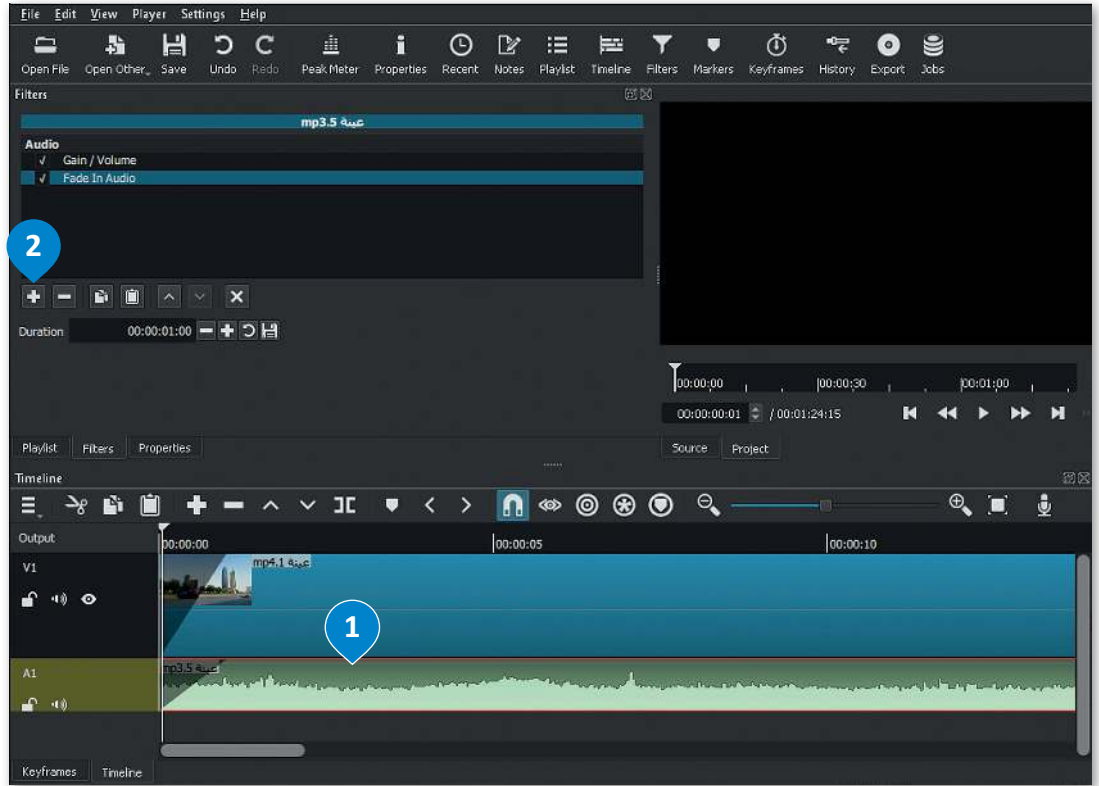 File Edit View Player Settings Help
Open File Open Other... Save Undo Redo Peak Meter Properties Recent Notes Playlist Timeline Filters Markers Keyframes History Export Jobs
Filters
عينة 5.mp3
Audio
✓ Gain / Volume
✓ Fade In Audio
2
Duration 00:00:01:00
00:00:00 00:00:30 00:01:00
00:00:00:01 / 00:01:24:15
Playlist Filters Properties
Source Project
Timeline
Output 00:00:00 00:00:05 00:00:10
V1
عينة 1.mp4
1
A1
عينة 5.mp3
Keyframes Timeline